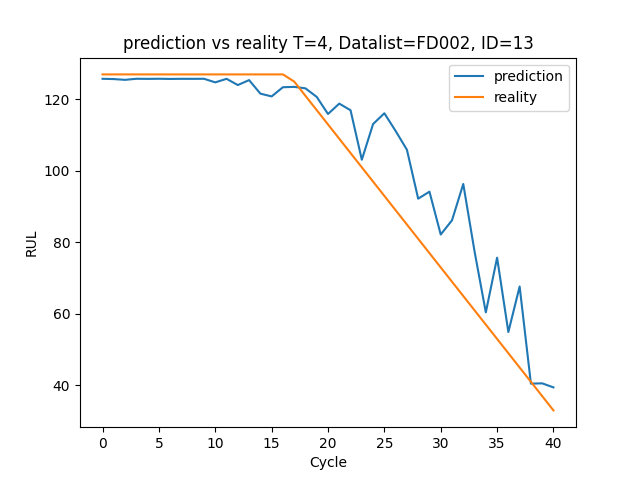 prediction vs reality T=4, Datalist=FD002, ID=13
prediction
reality
120
100
80
60
40
RUL
0 5 10 15 20 25 30 35 40
Cycle